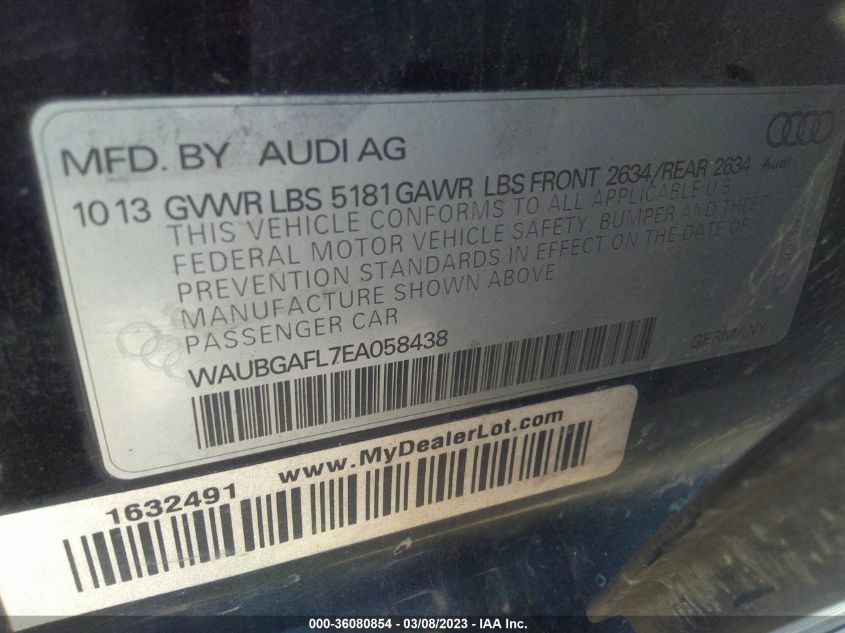 MFD. BY AUDI AG
Audi
10 13 GVWR LBS 5181 GAWR LBS FRONT 2634/REAR 2634
THIS VEHICLE CONFORMS TO ALL APPLICABLE U.S.
FEDERAL MOTOR VEHICLE SAFETY, BUMPER AND THEFT
PREVENTION STANDARDS IN EFFECT ON THE DATE OF
MANUFACTURE SHOWN ABOVE
PASSENGER CAR
WAUBGAFL7EA058438
GERMANY
www.MyDealerLot.com
1632491
000-36080854 / 03/08/2023 - IAA Inc.